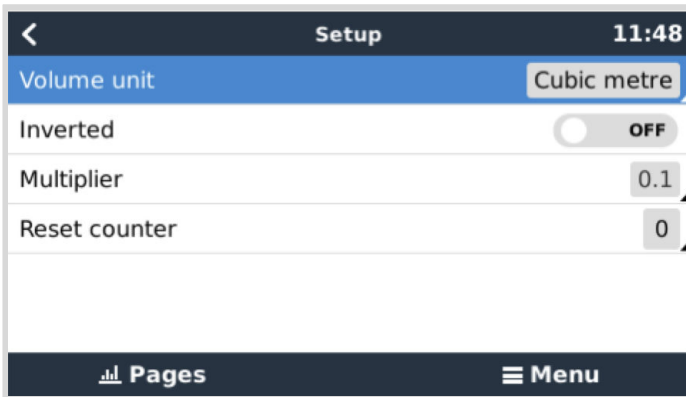 Setup 11:48
Volume unit Cubic metre
Inverted OFF
Multiplier 0.1
Reset counter 0
Pages Menu